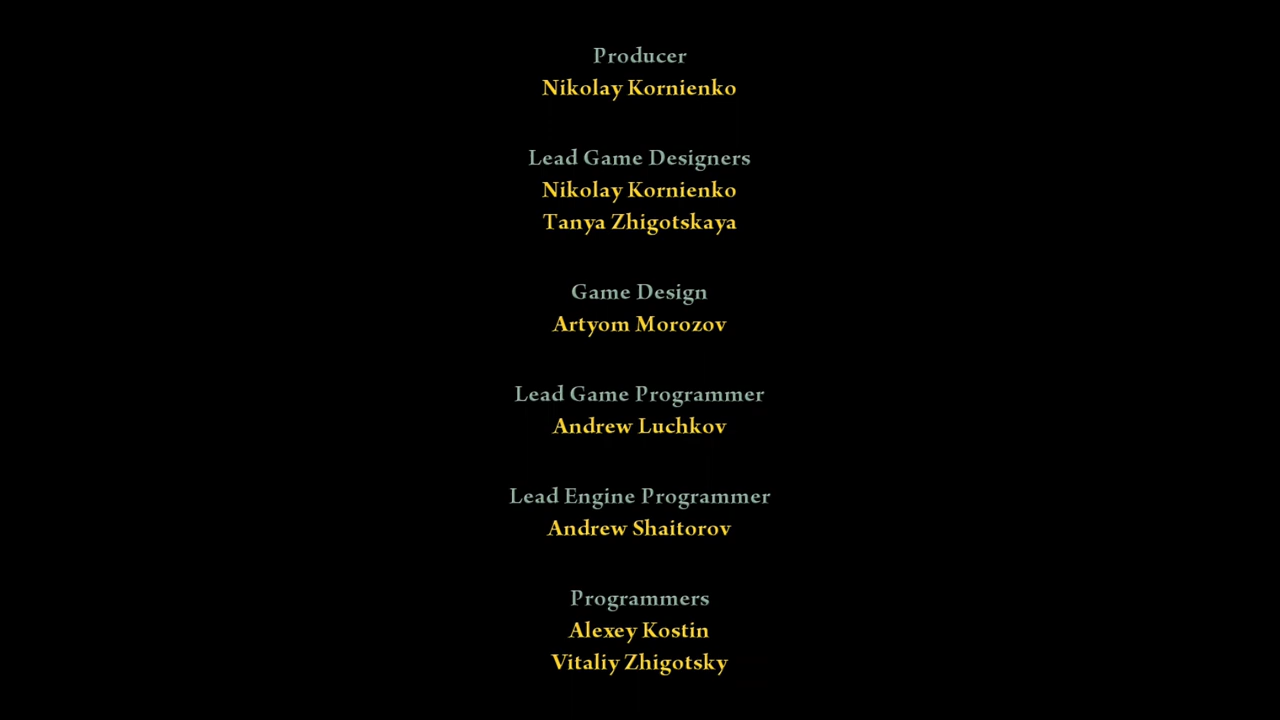 Producer
Nikolay Kornienko
Lead Game Designers
Nikolay Kornienko
Tanya Zhigotskaya
Game Design
Artyom Morozov
Lead Game Programmer
Andrew Luchkov
Lead Engine Programmer
Andrew Shaitorov
Programmers
Alexey Kostin
Vitaliy Zhigotsky